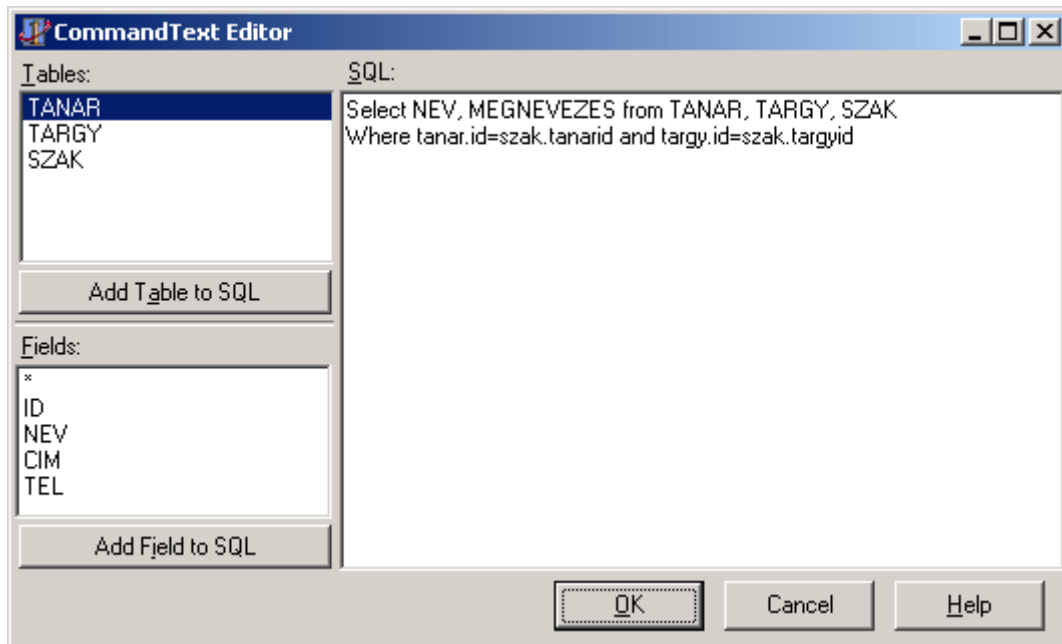 CommandText Editor
Tables:
TANAR
TARGY
SZAK
Add Table to SQL
Fields:
*
ID
NEV
CIM
TEL
Add Field to SQL
SQL:
Select NEV, MEGNEVEZES from TANAR, TARGY, SZAK
Where tanar.id=szak.tanarid and targy.id=szak.targyid
OK
Cancel
Help